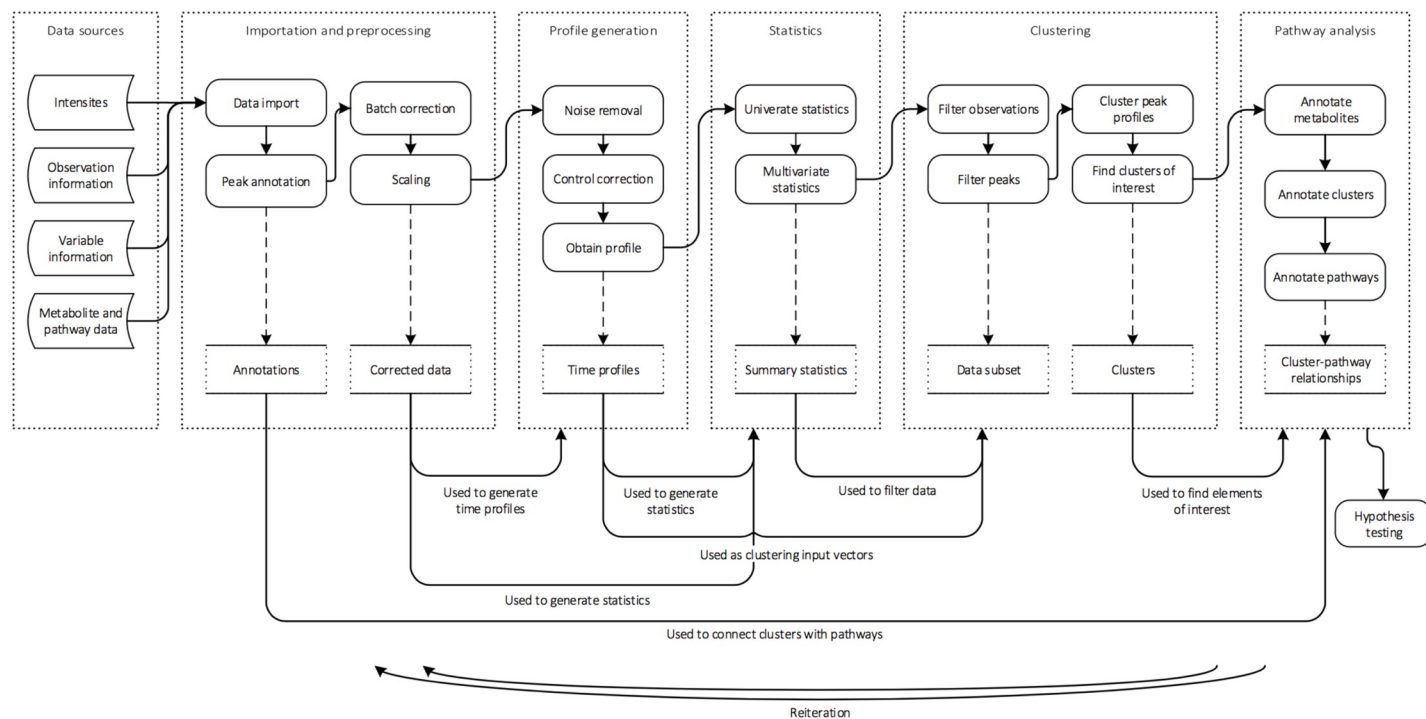 Data sources
Importation and preprocessing
Profile generation
Statistics
Clustering
Pathway analysis
Intensites
Observation
information
Variable
information
Metabolite and
pathway data
Data import
Peak annotation
Batch correction
Scaling
Noise removal
Control correction
Obtain profile
Univerate statistics
Multivariate
statistics
Filter observations
Filter peaks
Cluster peak
profiles
Find clusters of
interest
Annotate
metabolites
Annotate clusters
Annotate pathways
Annotations
Corrected data
Time profiles
Summary statistics
Data subset
Clusters
Cluster-pathway
relationships
Used to generate
time profiles
Used to generate
statistics
Used to filter data
Used to find elements
of interest
Hypothesis
testing
Used as clustering input vectors
Used to generate statistics
Used to connect clusters with pathways
Reiteration